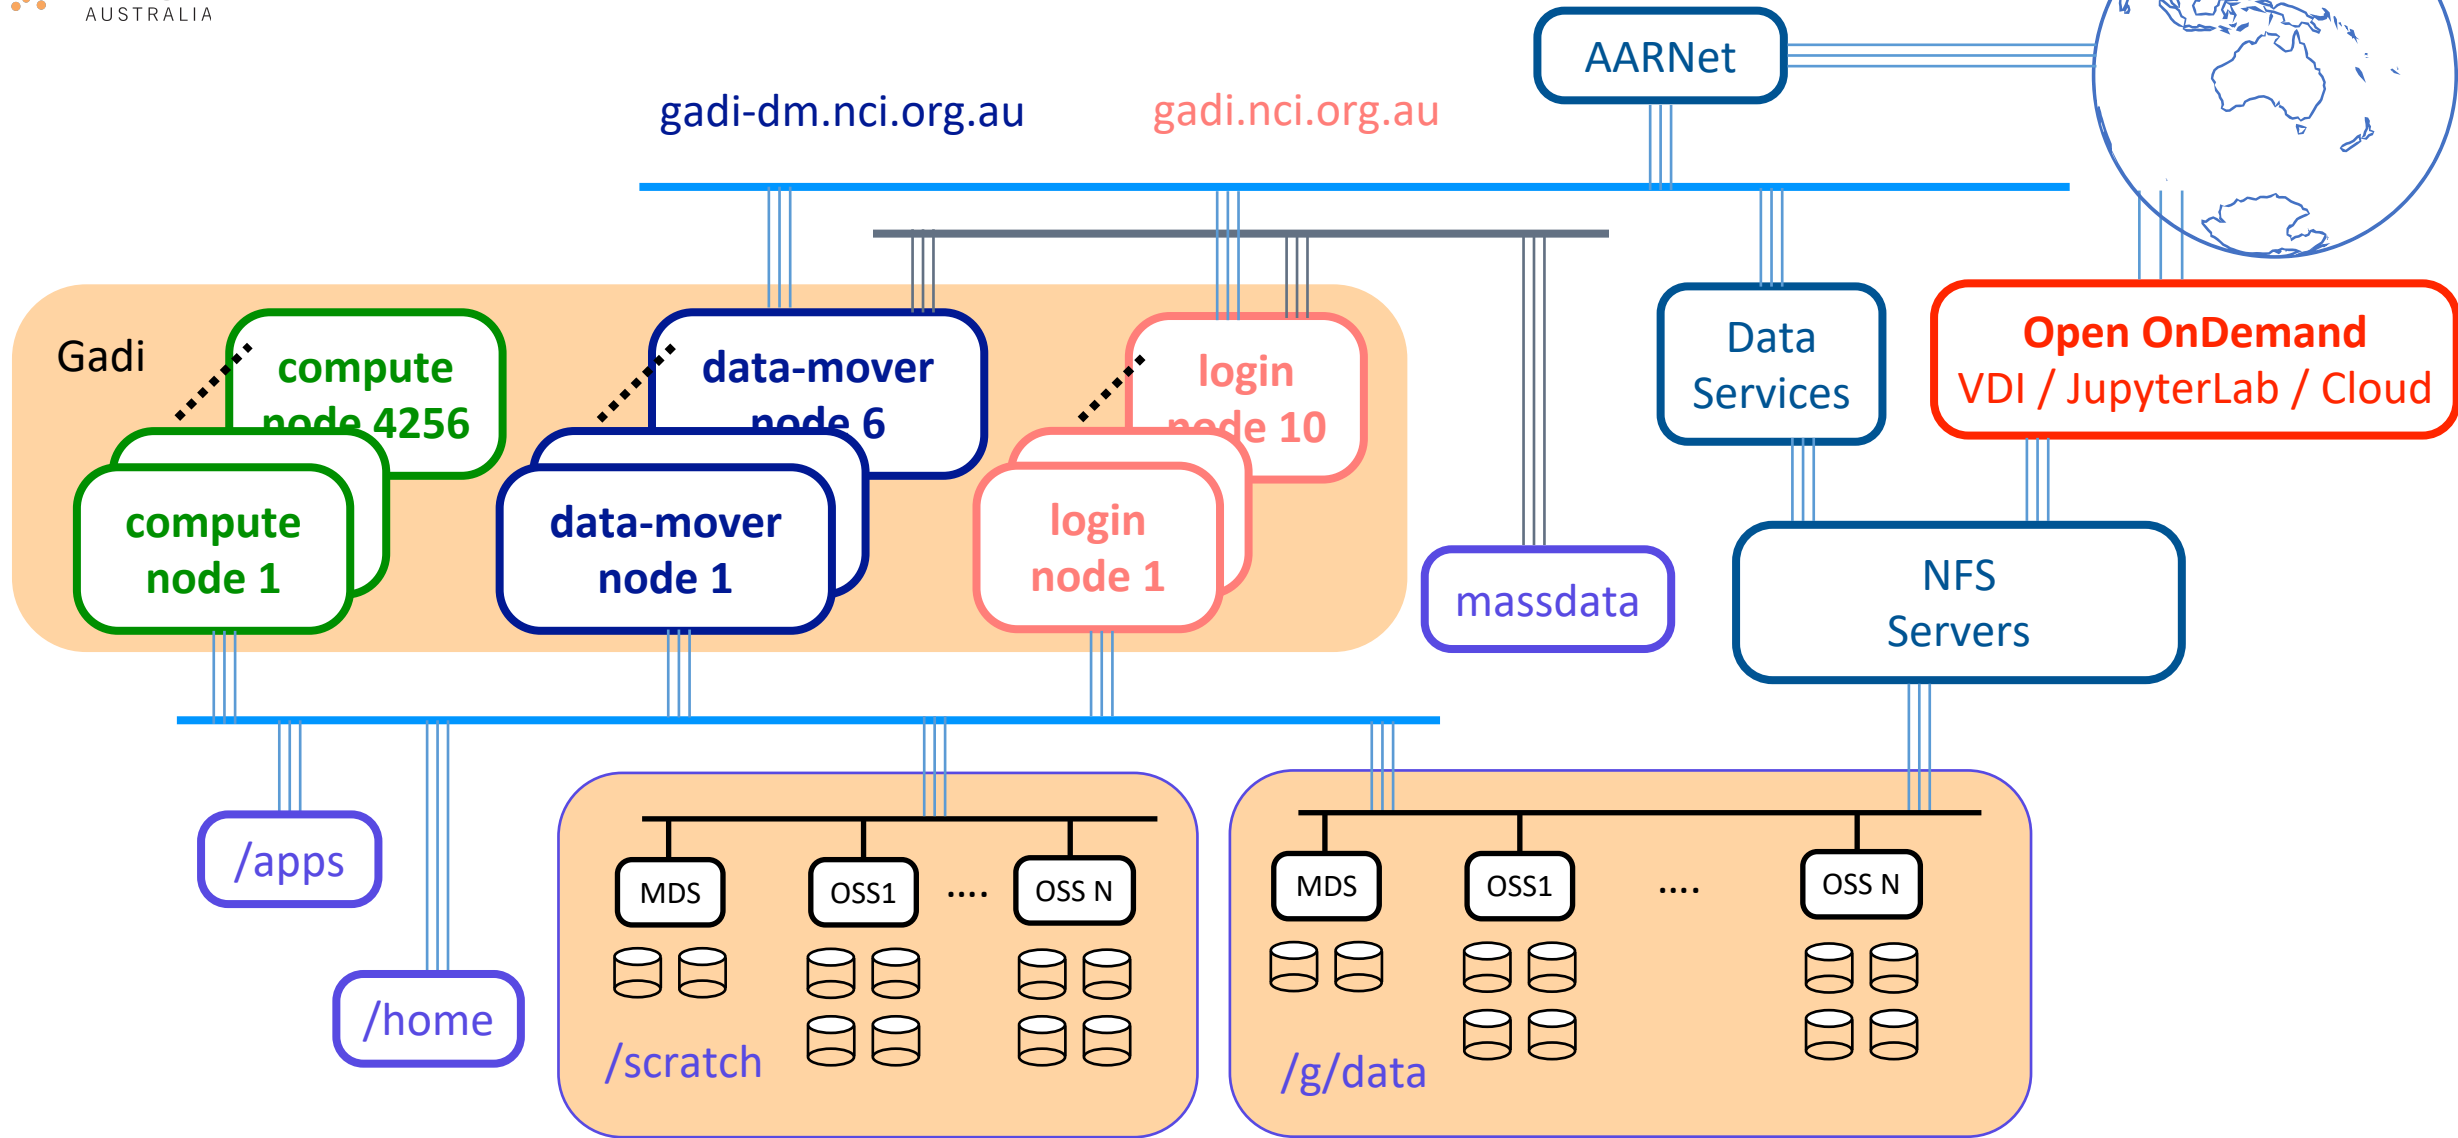 AUSTRALIA
AARNet
gadi-dm.nci.org.au
gadi.nci.org.au
Gadi
compute
node 4256
compute
node 1
data-mover
node 6
data-mover
node 1
login
node 10
login
node 1
Data
Services
Open OnDemand
VDI / JupyterLab / Cloud
massdata
NFS
Servers
/apps
/home
MDS
OSS1
....
OSS N
/scratch
MDS
OSS1
....
OSS N
/g/data